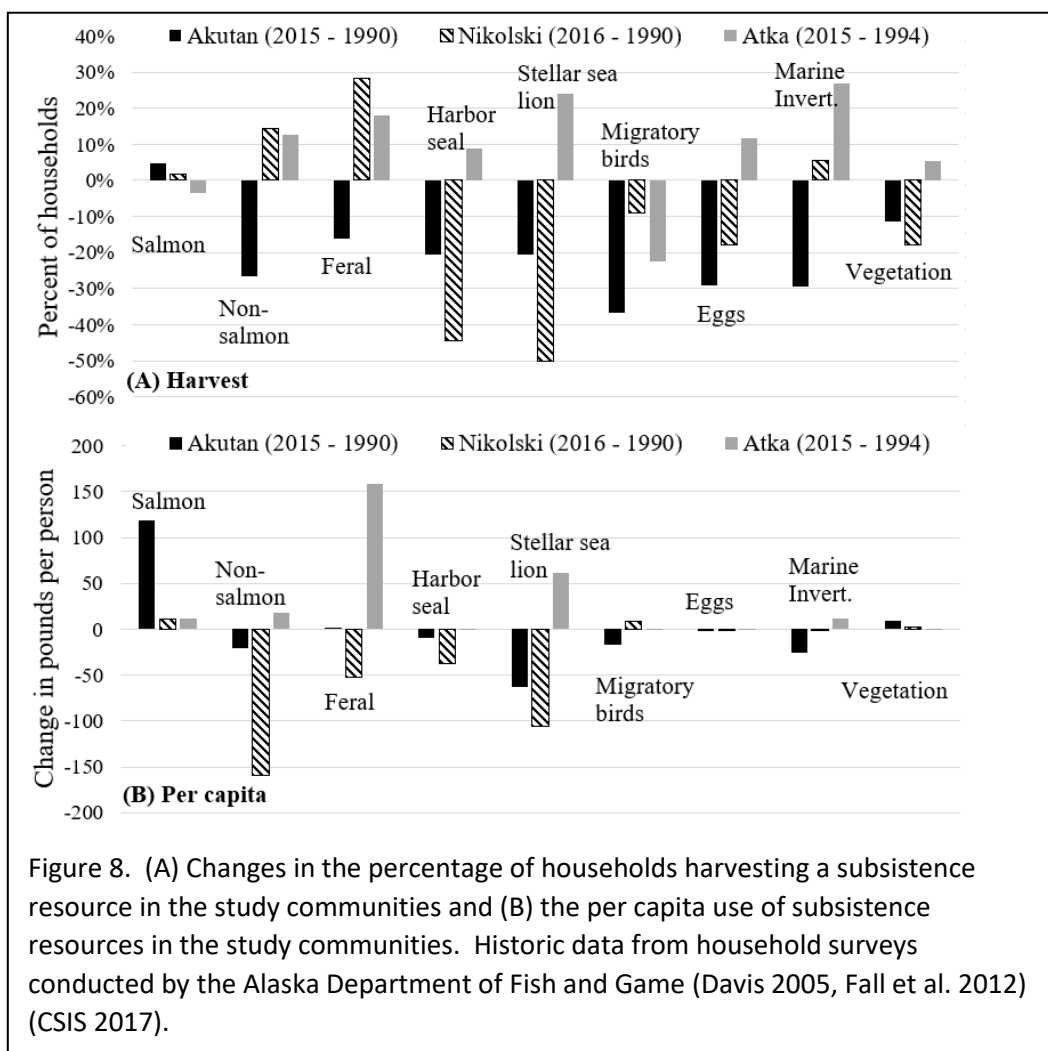 40%
Akutan (2015 - 1990) Nikolski (2016 - 1990) Atka (2015 - 1994)
30%
20%
10%
0%
-10%
-20%
-30%
-40%
-50%
-60%
Percent of households
Salmon
Non-
salmon
Feral
Harbor
seal
Stellar sea
lion
Migratory
birds
Eggs
Marine
Invert.
Vegetation
(A) Harvest
Akutan (2015 - 1990) Nikolski (2016 - 1990) Atka (2015 - 1994)
200
150
100
50
0
-50
-100
-150
-200
Change in pounds per person
Salmon
Non-
salmon
Feral
Harbor
seal
Stellar sea
lion
Migratory
birds
Eggs
Marine
Invert.
Vegetation
(B) Per capita
Figure 8.  (A) Changes in the percentage of households harvesting a subsistence
resource in the study communities and (B) the per capita use of subsistence
resources in the study communities.  Historic data from household surveys
conducted by the Alaska Department of Fish and Game (Davis 2005, Fall et al. 2012)
(CSIS 2017).